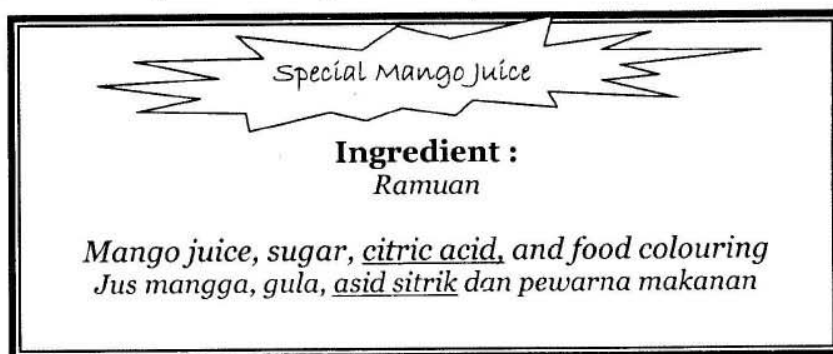 Special Mango Juice
Ingredient :
Ramuan
Mango juice, sugar, citric acid, and food colouring
Jus mangga, gula, asid sitrik dan pewarna makanan